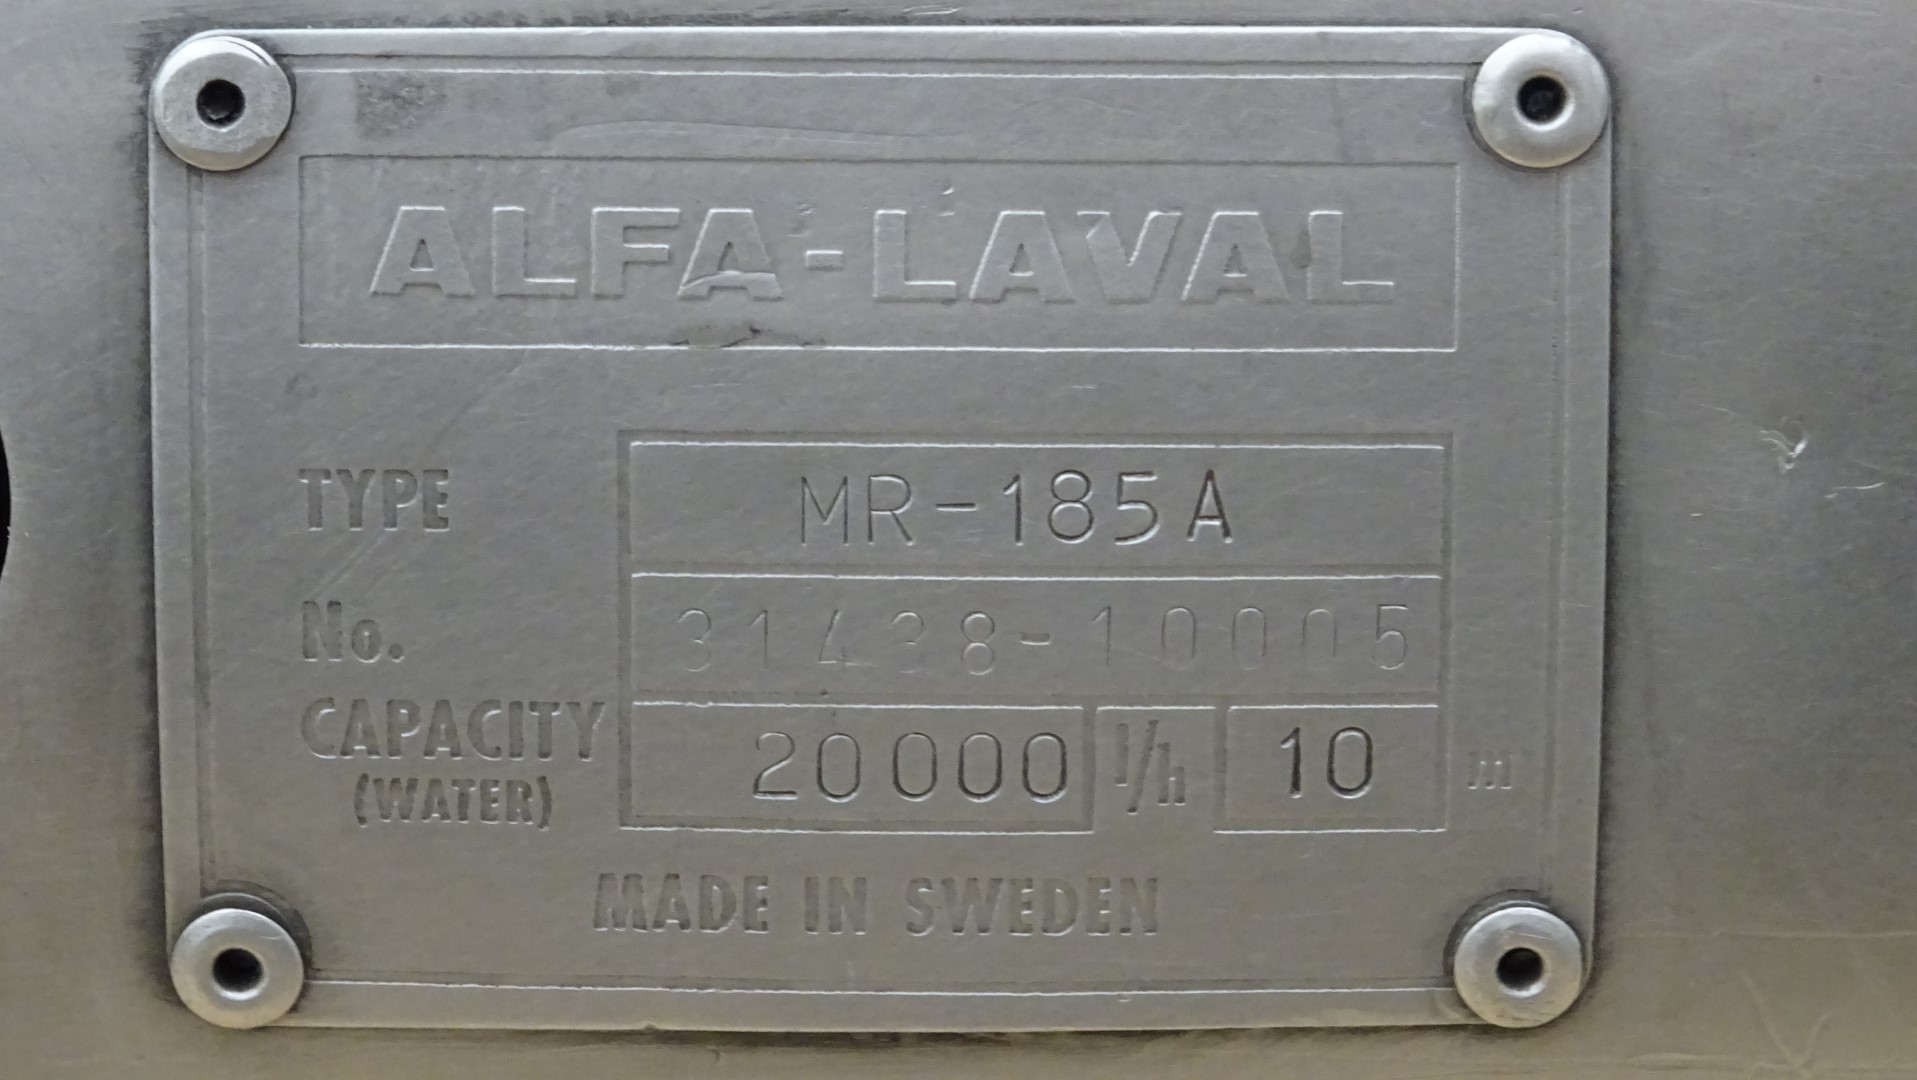 ALFA-LAVAL
TYPE MR-185A
No. 31438-10005
CAPACITY (WATER) 20000 l/h 10 m
MADE IN SWEDEN